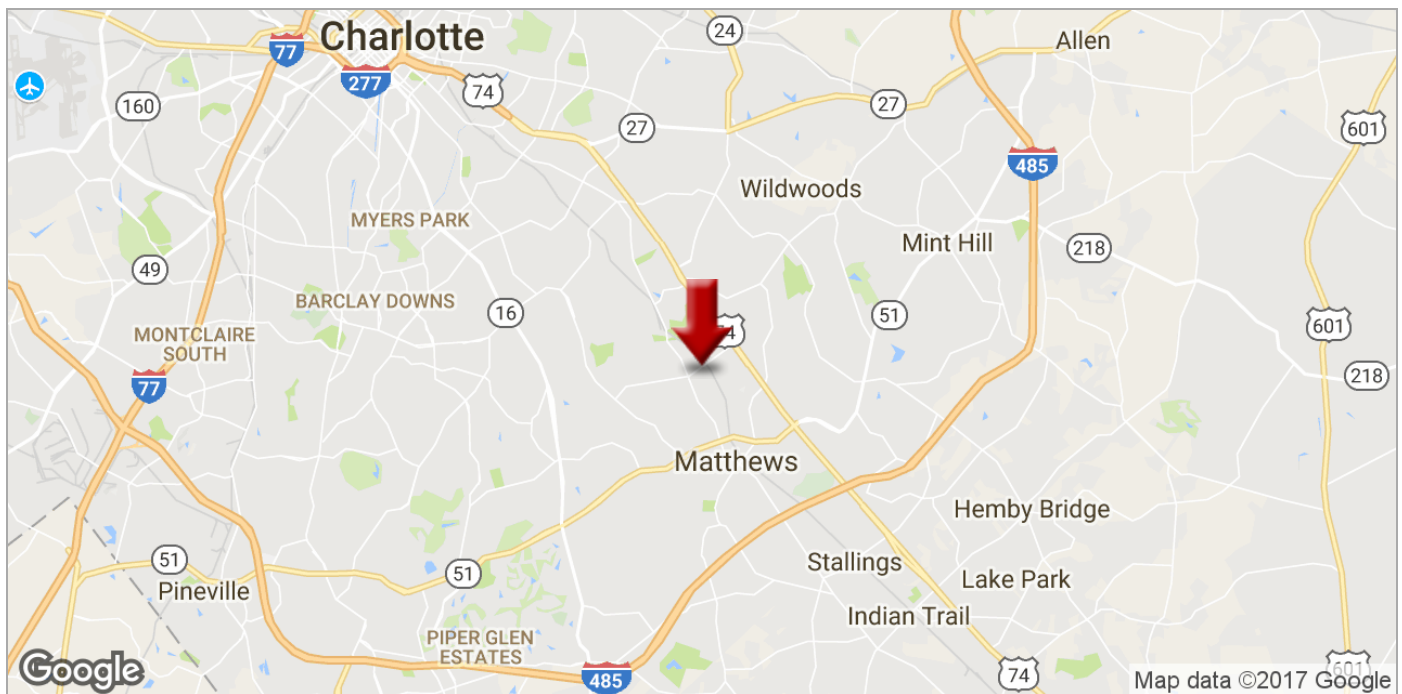 Charlotte
77
277
74
24
Allen
160
27
27
601
485
Wildwoods
MYERS PARK
Mint Hill
218
49
BARCLAY DOWNS
16
51
601
MONTCLAIRE
SOUTH
74
77
218
Matthews
Hemby Bridge
51
51
Stallings
Lake Park
Pineville
Indian Trail
PIPER GLEN
ESTATES
Google
485
74
601
Map data ©2017 Google